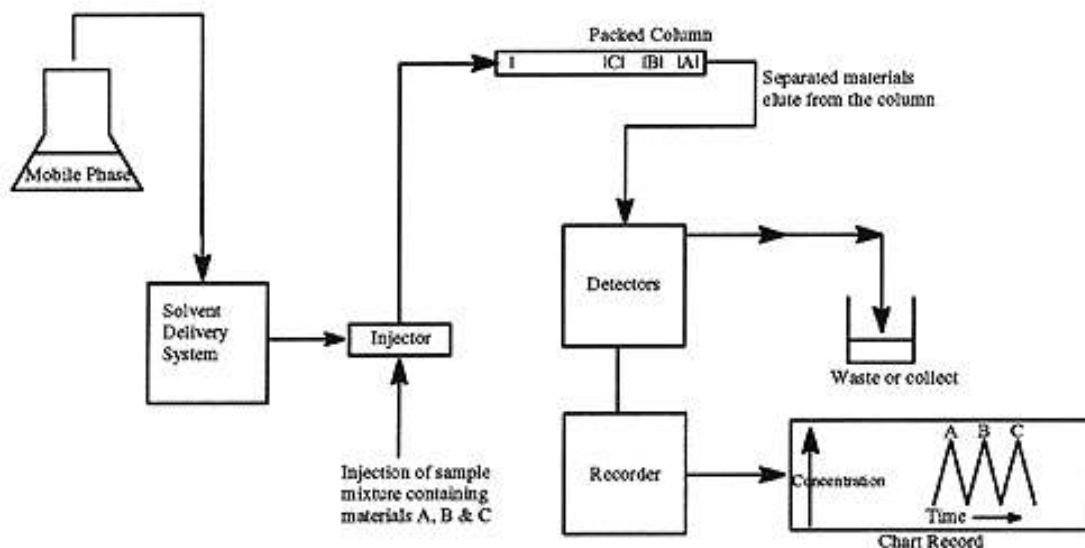 Packed Column
|
|C| |B| |A|
Separated materials
elute from the column
Mobile Phase
Solvent
Delivery
System
Injector
Detectors
Waste or collect
Injection of sample
mixture containing
materials A, B & C
Recorder
A B C
Concentration
Time
Chart Record